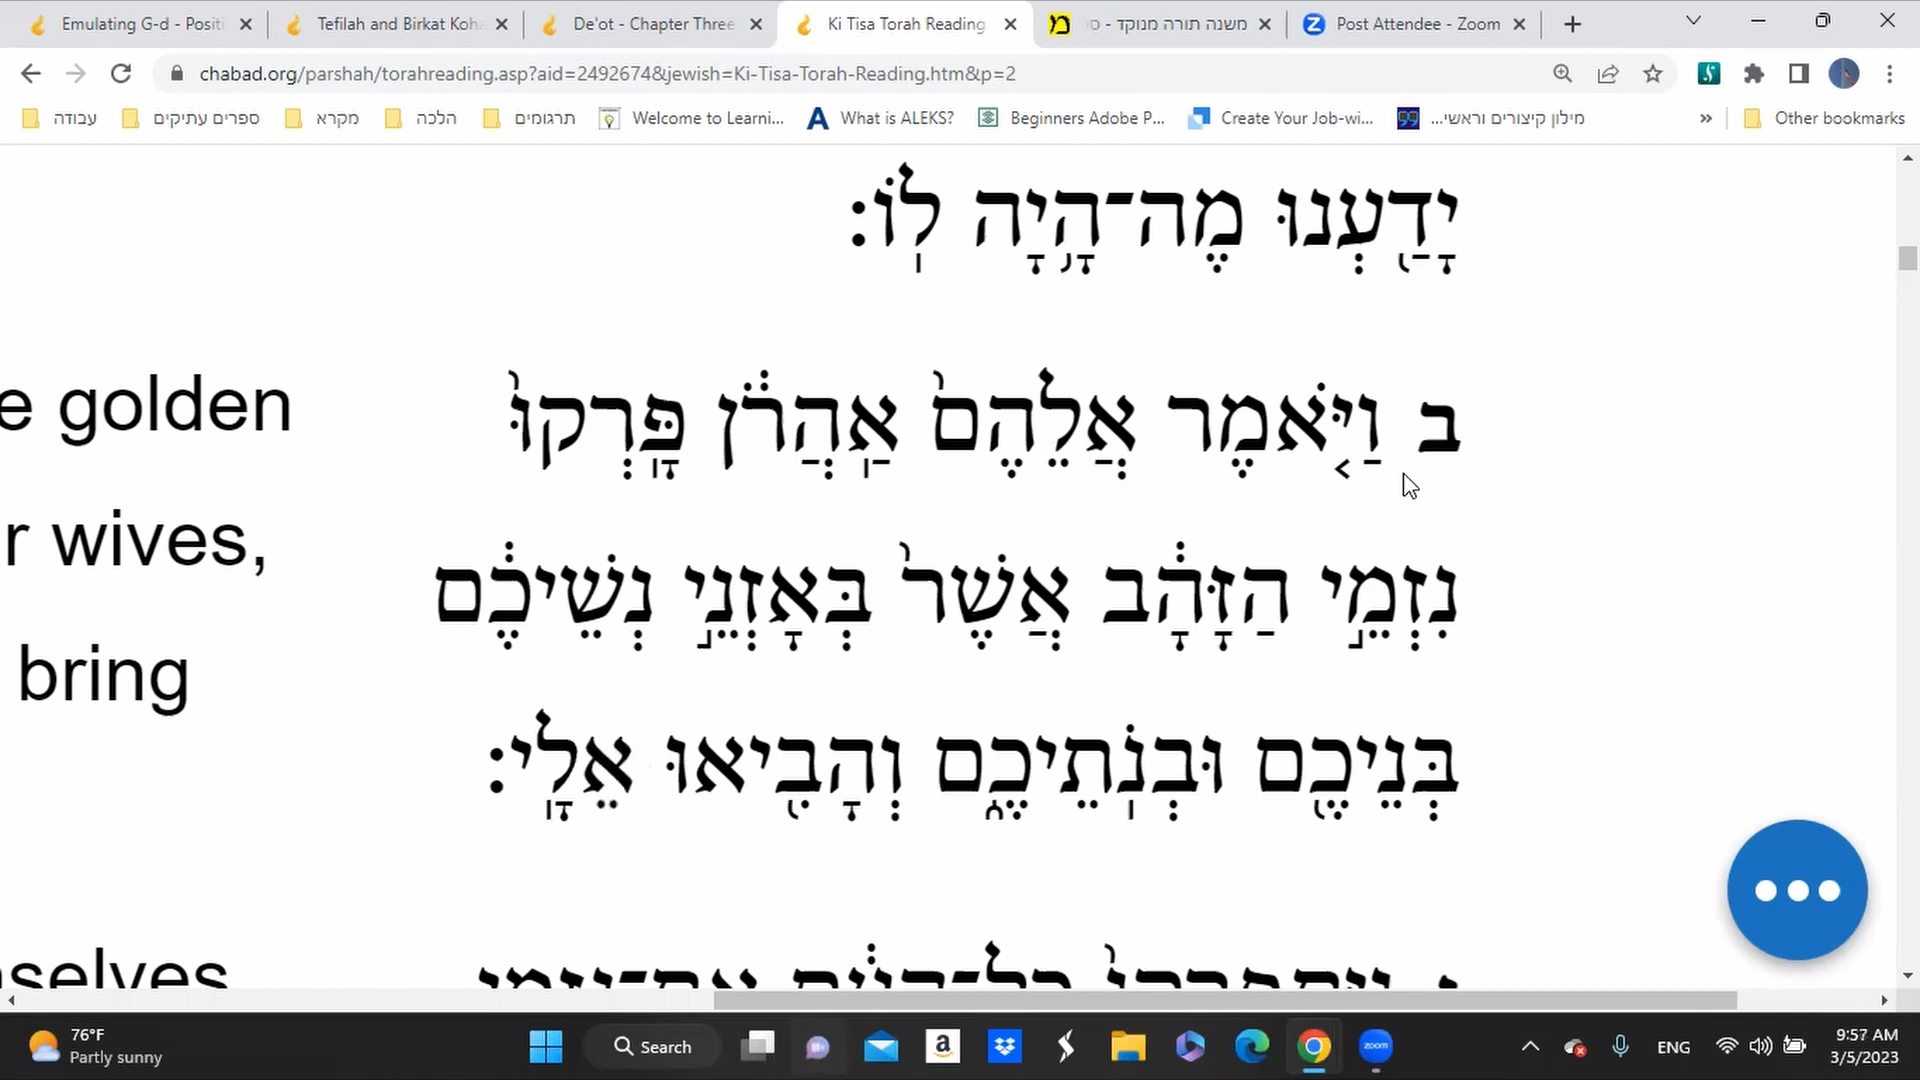 Emulating G-d - Positi
Tefilah and Birkat Koha
De'ot - Chapter Three
Ki Tisa Torah Reading
משנה תורה מנוקד - ס
Post Attendee - Zoom
chabad.org/parshah/torahreading.asp?aid=2492674&jewish=Ki-Tisa-Torah-Reading.htm&p=2
עבודה
ספרים עתיקים
מקרא
הלכה
תרגומים
Welcome to Learni...
What is ALEKS?
Beginners Adobe P...
Create Your Job-wi...
מילון קיצורים וראשי...
»
Other bookmarks
יָדַ֖עְנוּ מֶה־הָ֥יָה לֽוֹ׃
e golden
ב וַיֹּ֤אמֶר אֲלֵהֶם֙ אַֽהֲרֹ֔ן פָּֽרְקוּ֙
r wives,
נִזְמֵ֣י הַזָּהָ֔ב אֲשֶׁר֙ בְּאָזְנֵ֣י נְשֵׁיכֶ֔ם
bring
בְּנֵיכֶ֖ם וּבְנֹֽתֵיכֶ֑ם וְהָבִ֖יאוּ אֵלָֽי׃
selves
76°F
Partly sunny
Search
zoom
ENG
9:57 AM
3/5/2023